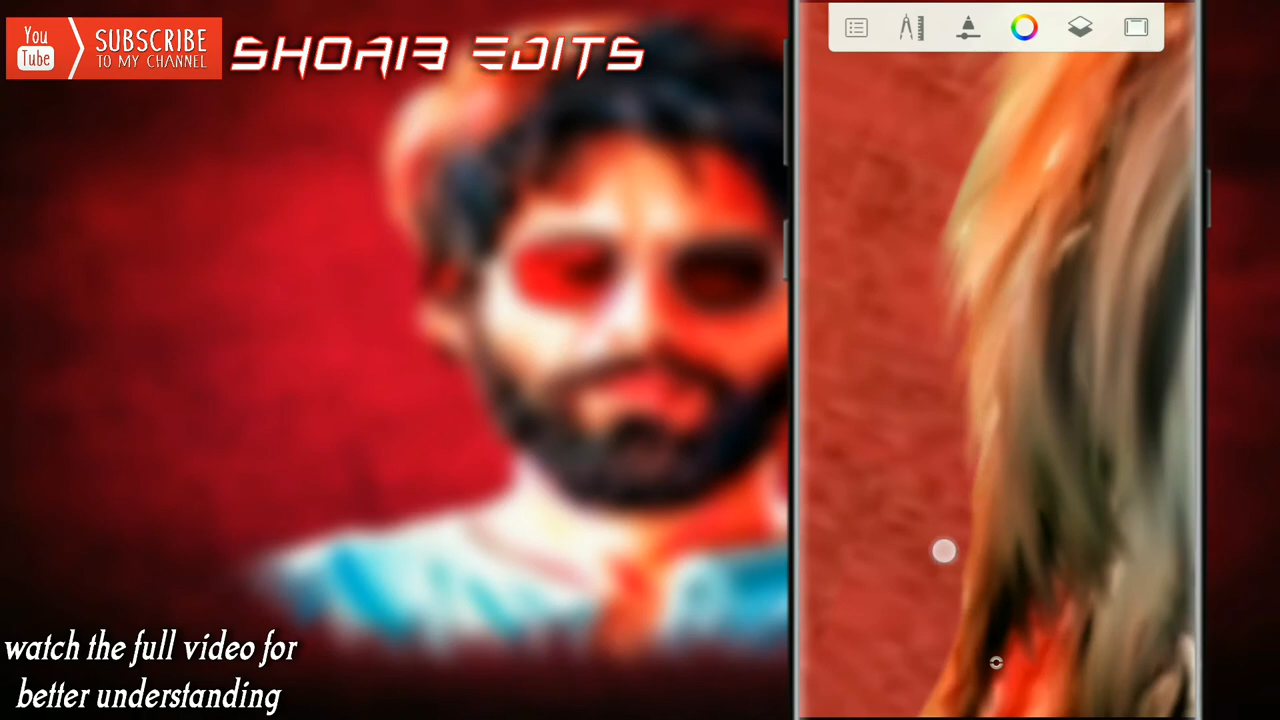 You
Tube
SUBSCRIBE
TO MY CHANNEL
SHOAIB EDITS
watch the full video for
better understanding